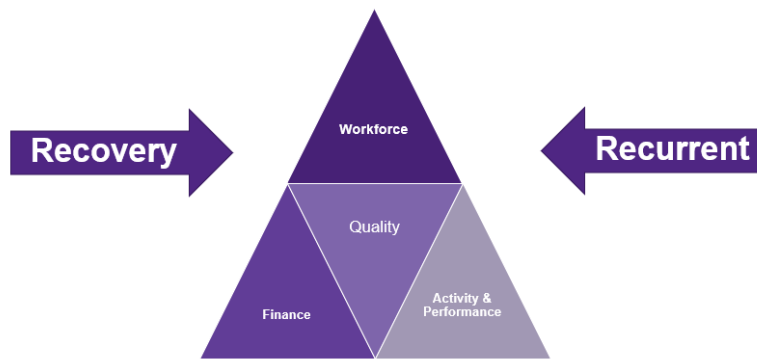 Workforce
Recovery
Recurrent
Quality
Finance
Activity &
Performance